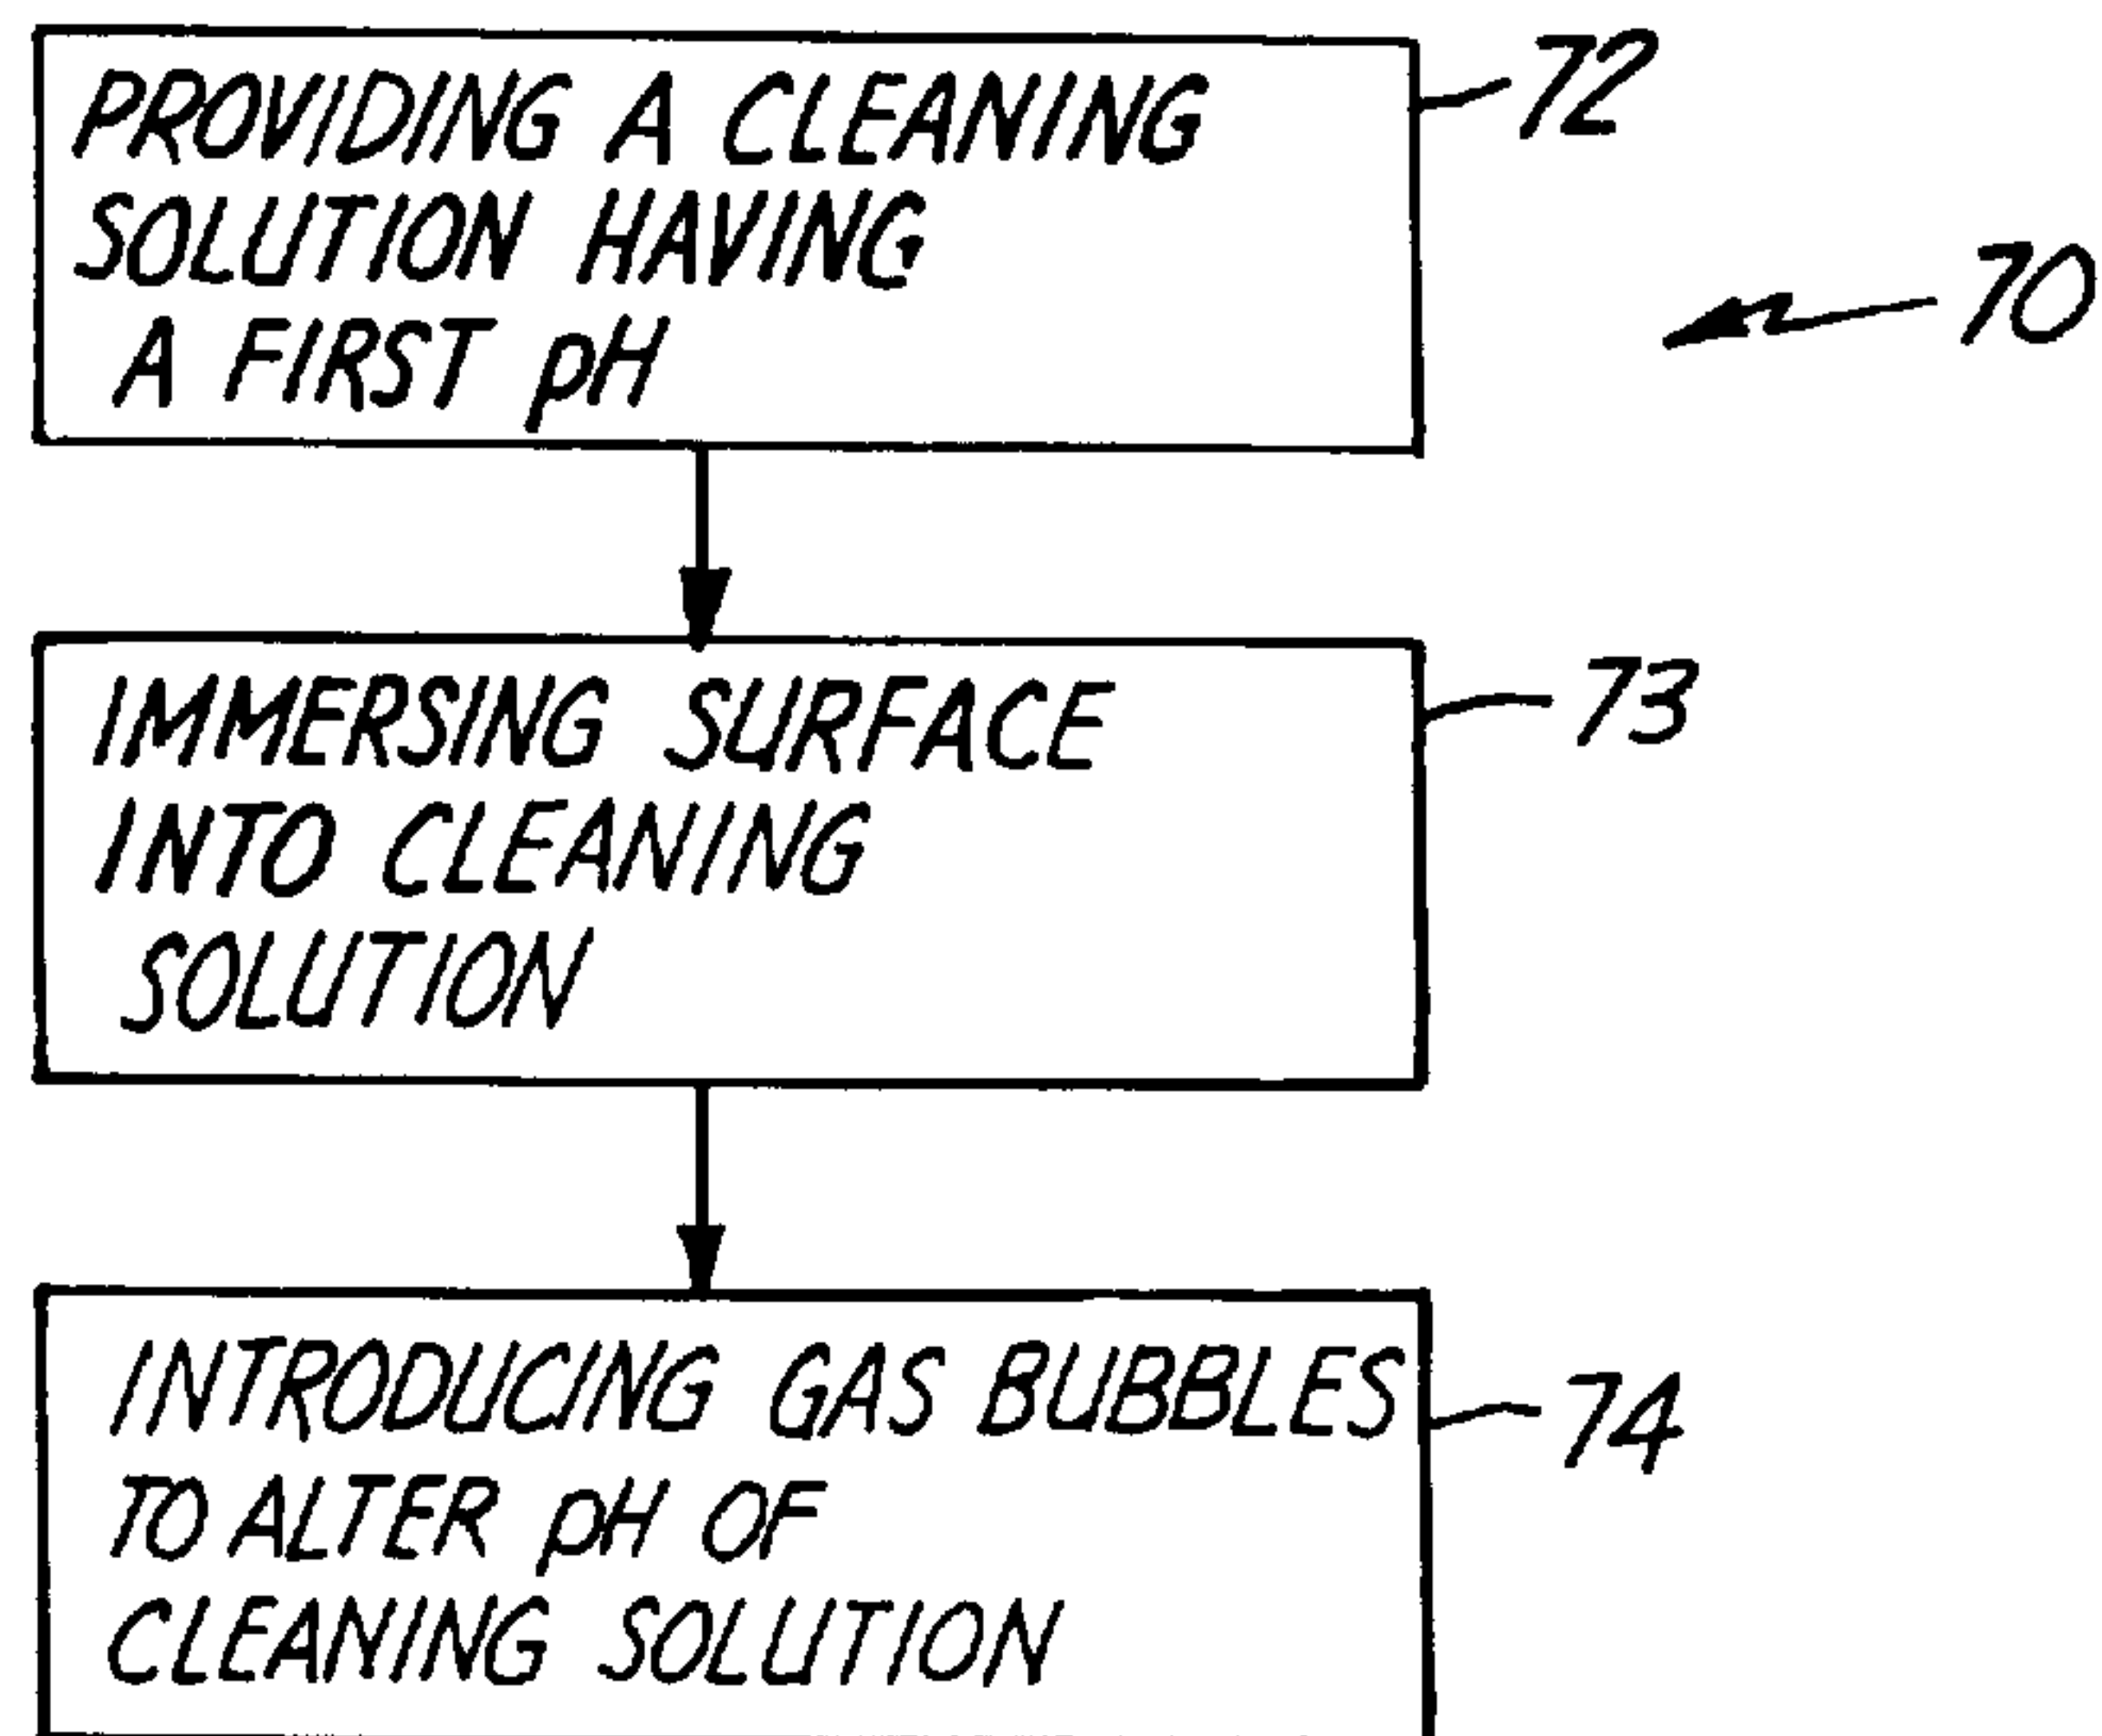 PROVIDING A CLEANING
SOLUTION HAVING
A FIRST pH
72
70
IMMERSING SURFACE
INTO CLEANING
SOLUTION
73
INTRODUCING GAS BUBBLES
TO ALTER pH OF
CLEANING SOLUTION
74